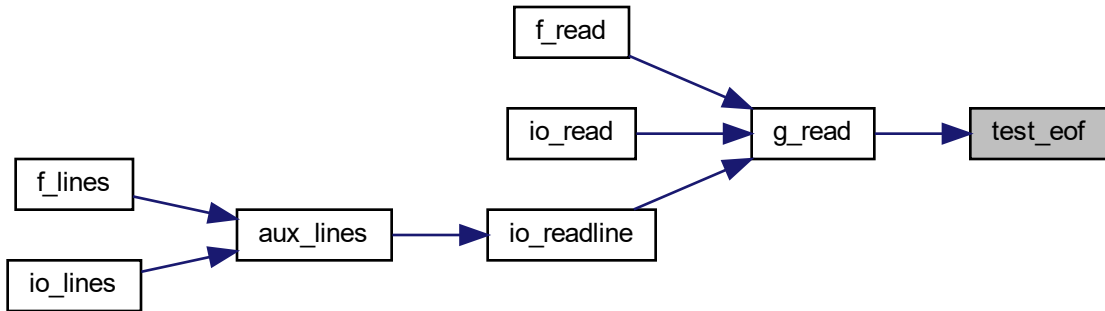 f_read
io_read
g_read
test_eof
f_lines
aux_lines
io_readline
io_lines